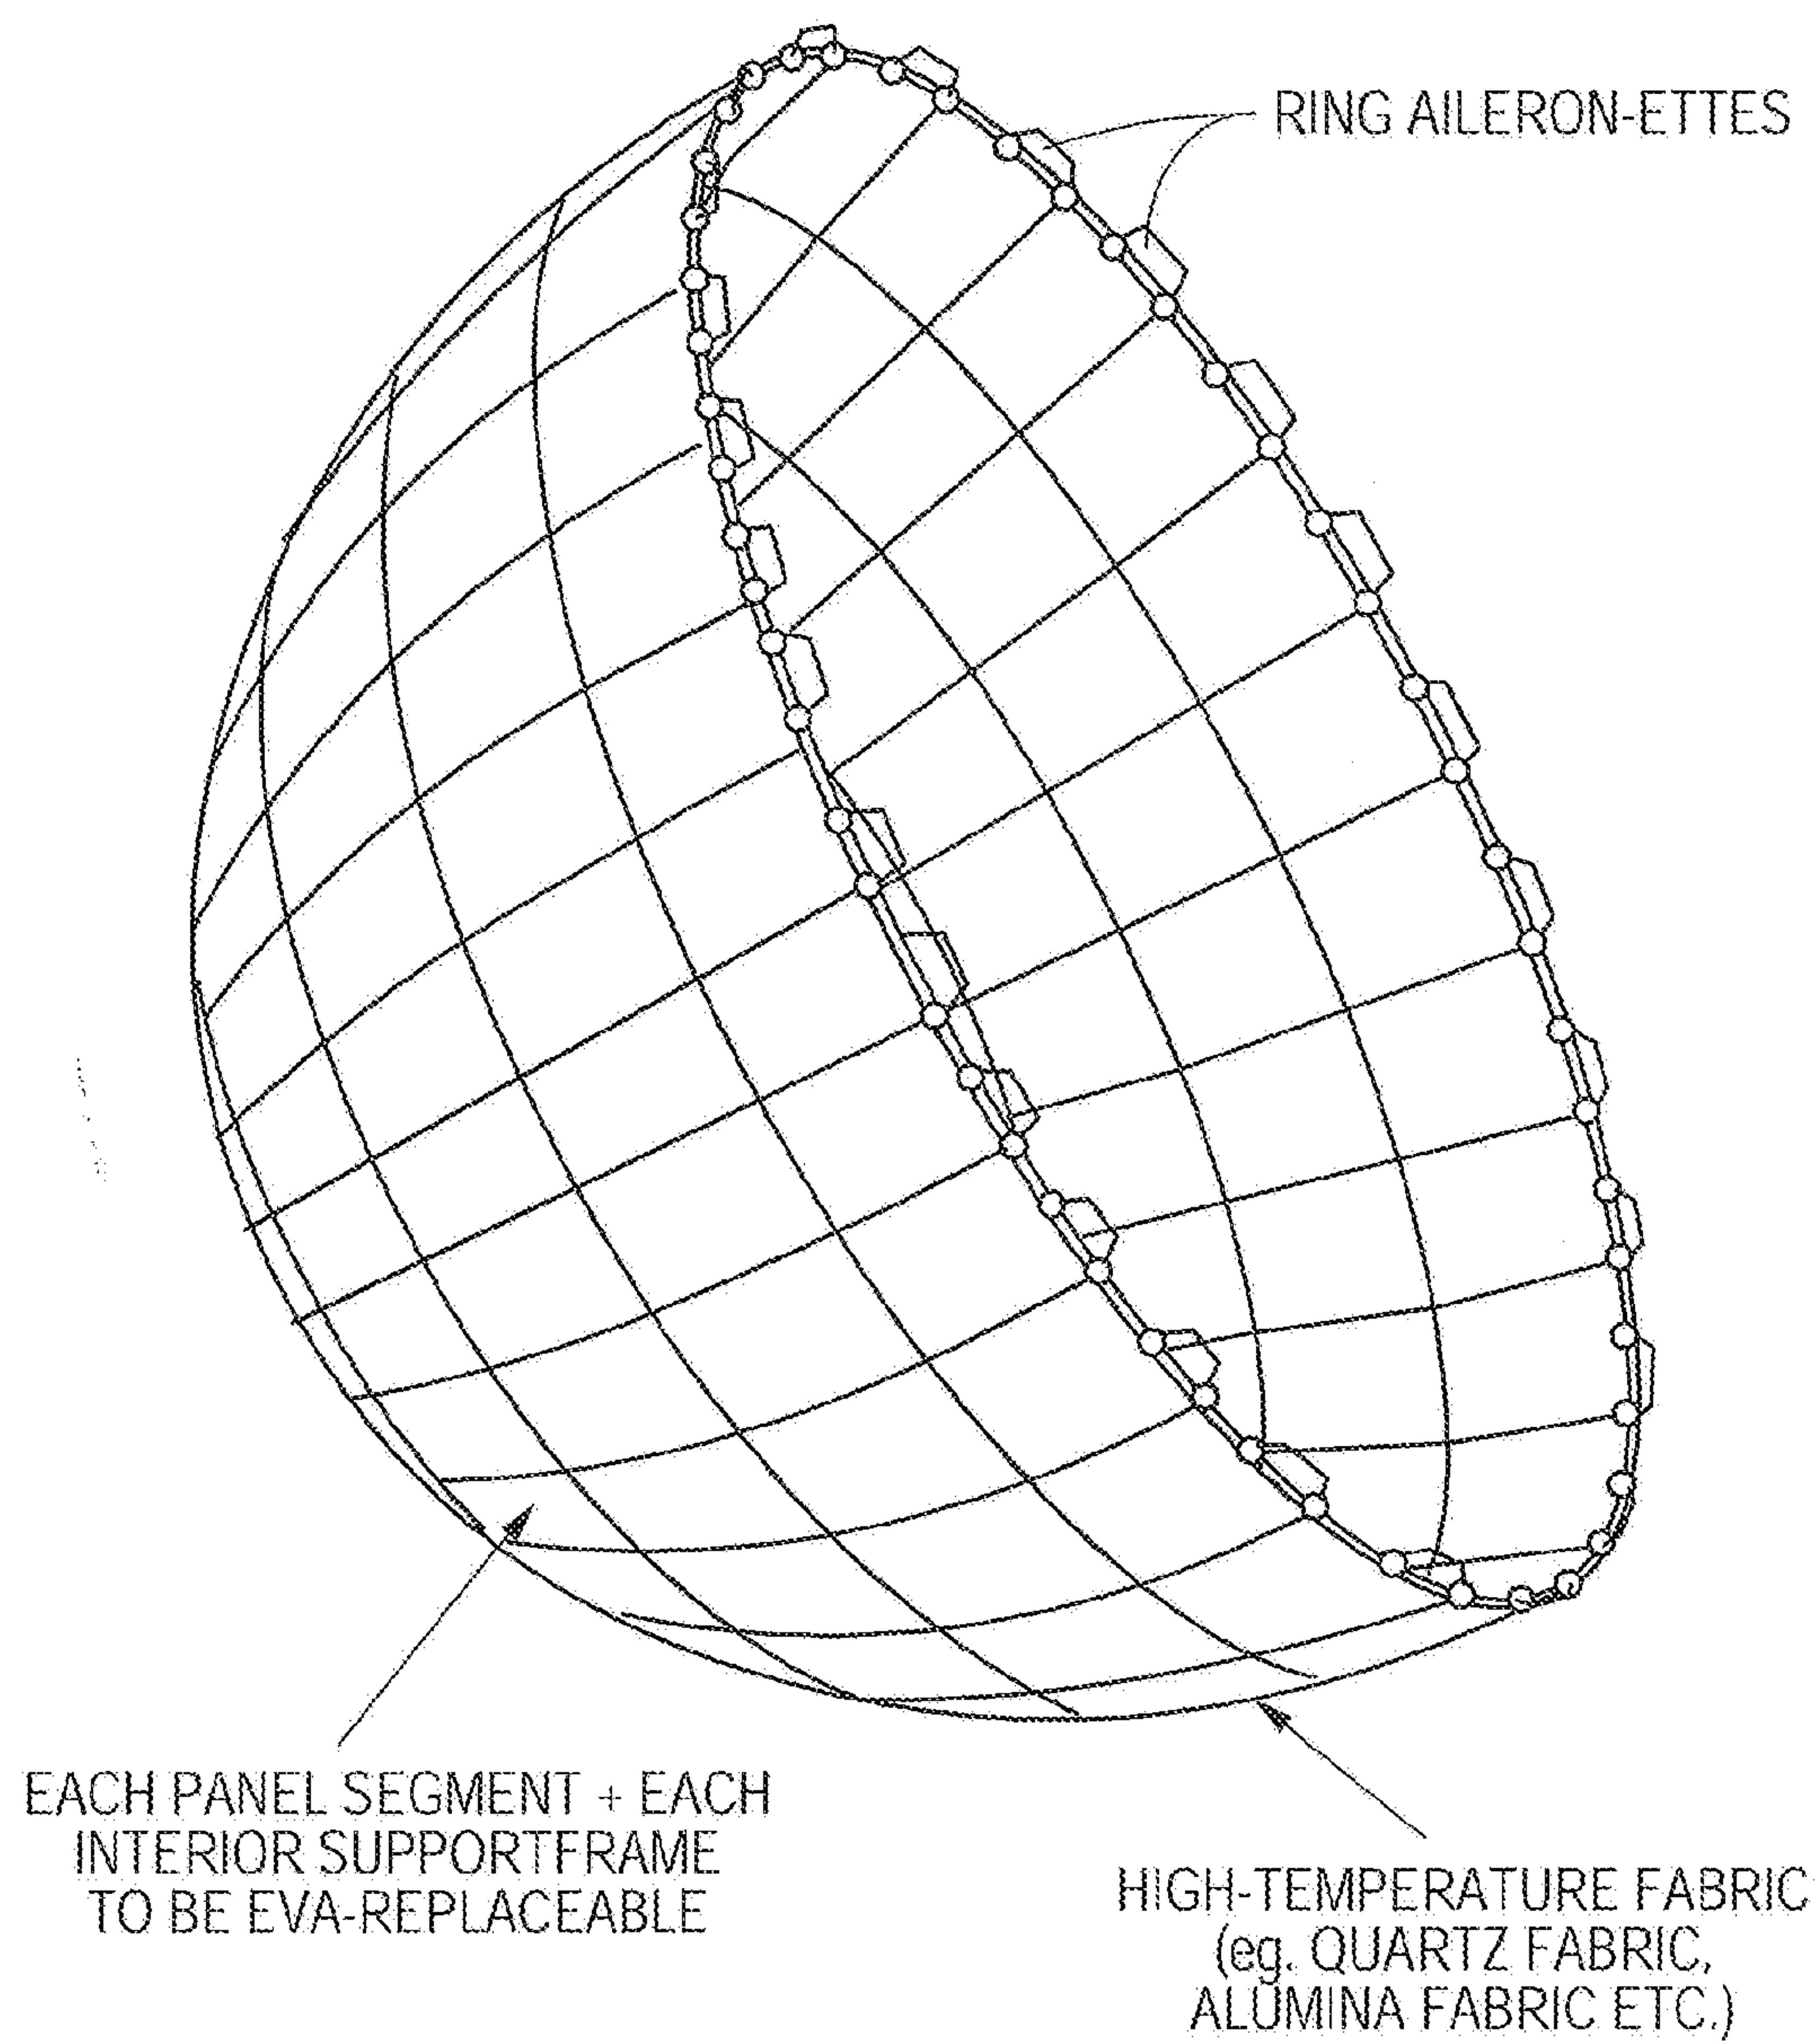 RING AILERON-ETTES
EACH PANEL SEGMENT + EACH
INTERIOR SUPPORTFRAME
TO BE EVA-REPLACEABLE
HIGH-TEMPERATURE FABRIC
(eg. QUARTZ FABRIC,
ALUMINA FABRIC ETC.)